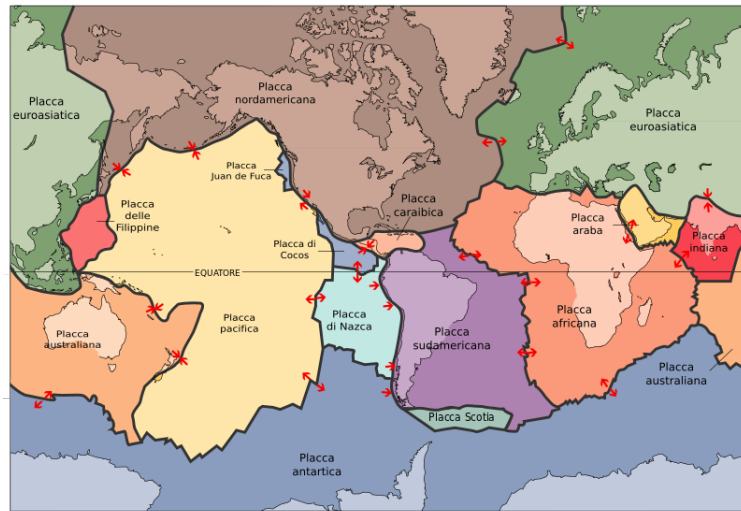 Placca
nordamericana
Placca
euroasiatica
Placca
euroasiatica
Placca
Juan de Fuca
Placca
caraibica
Placca
delle
Filippine
Placca
araba
Placca
indiana
Placca di
Cocos
EQUATORE
Placca
pacifica
Placca
di Nazca
Placca
sudamericana
Placca
africana
Placca
australiana
Placca
australiana
Placca Scotia
Placca
antartica